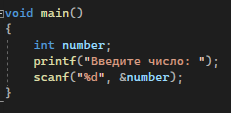 void main()
{
int number;
printf("Введите число: ");
scanf("%d", &number);
}